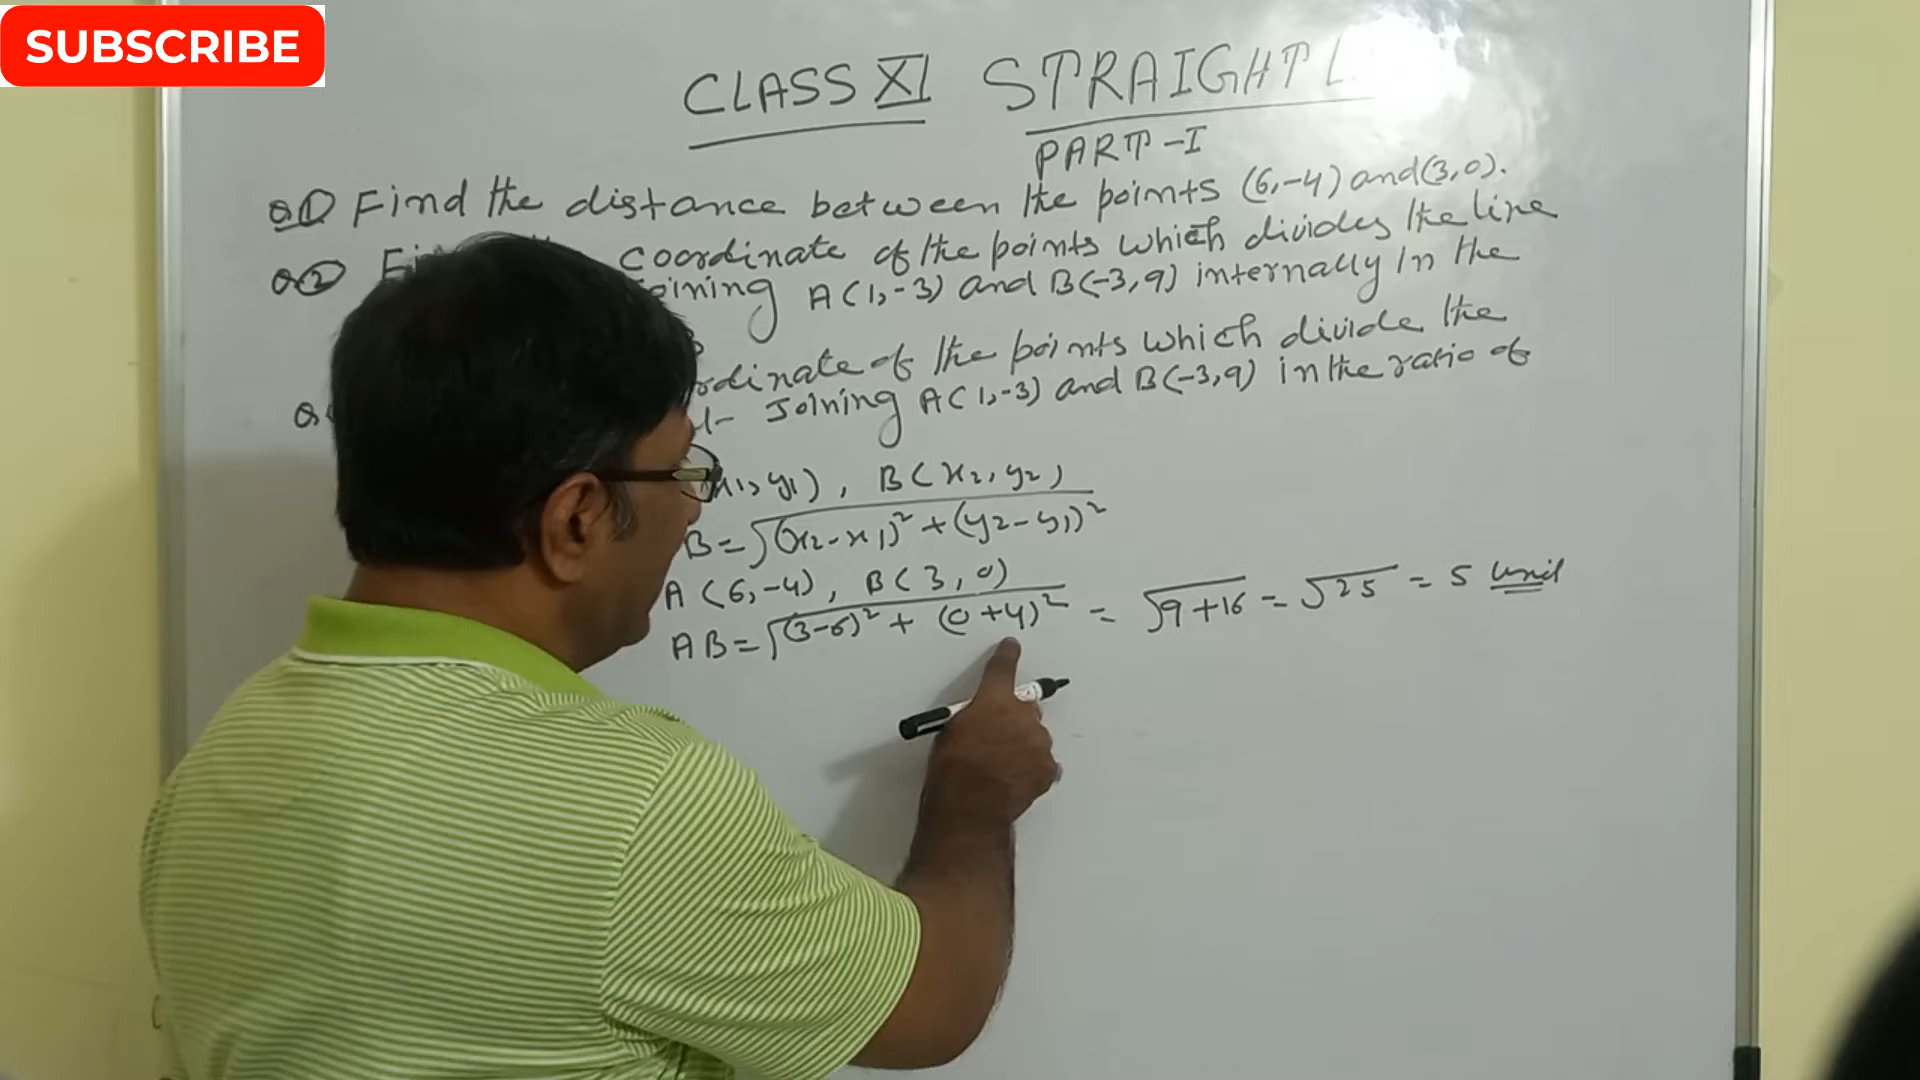 SUBSCRIBE
CLASS XI STRAIGHT L
PART-I
Q1 Find the distance between the points (6,-4) and (3,0).
Q2 coordinate of the points which divides the line
joining A(1,-3) and B(-3,9) internally in the
ordinate of the points which divide the
Joining A(1,-3) and B(-3,9) in the ratio of
x1,y1), B(x2,y2)
B=√(x2-x1)²+(y2-y1)²
A(6,-4), B(3,0)
AB=√(3-6)²+(0+4)² = √9+16 = √25 = 5 unit